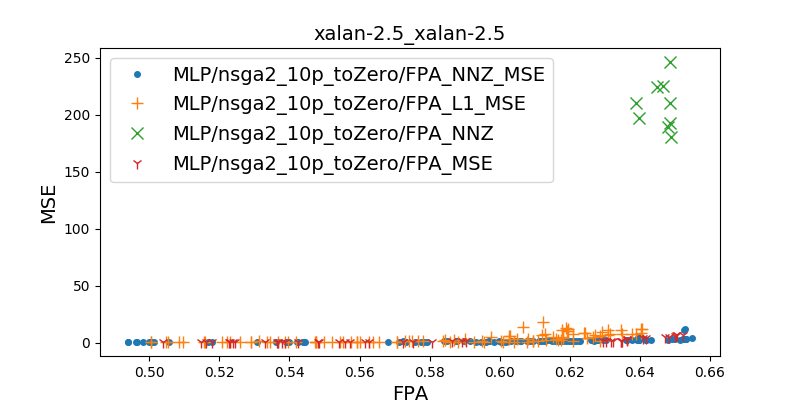 xalan-2.5_xalan-2.5
250
200
150
100
50
0
MSE
MLP/nsga2_10p_toZero/FPA_NNZ_MSE
MLP/nsga2_10p_toZero/FPA_L1_MSE
MLP/nsga2_10p_toZero/FPA_NNZ
MLP/nsga2_10p_toZero/FPA_MSE
0.50 0.52 0.54 0.56 0.58 0.60 0.62 0.64 0.66
FPA